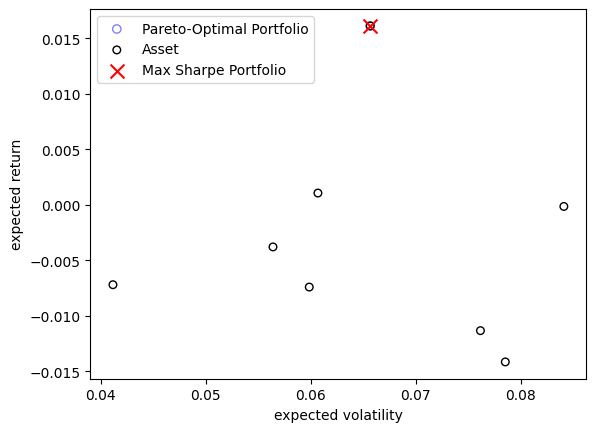 Pareto-Optimal Portfolio
Asset
Max Sharpe Portfolio
0.015
0.010
0.005
0.000
−0.005
−0.010
−0.015
expected return
0.04
0.05
0.06
0.07
0.08
expected volatility